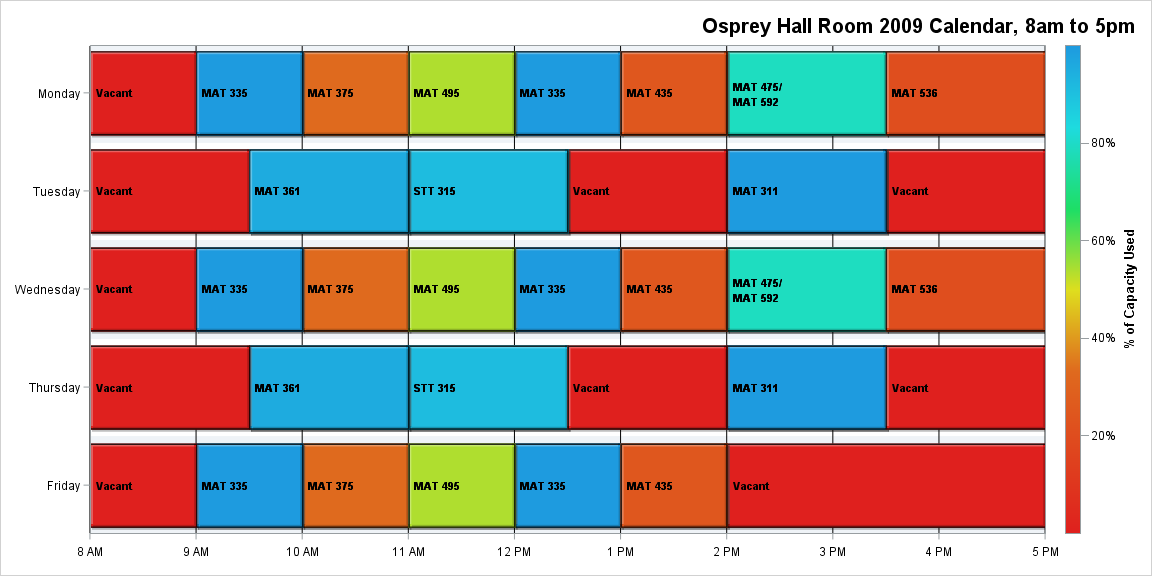 Osprey Hall Room 2009 Calendar, 8am to 5pm
Monday
Vacant
MAT 335
MAT 375
MAT 495
MAT 335
MAT 435
MAT 475/
MAT 592
MAT 536
Tuesday
Vacant
MAT 361
STT 315
Vacant
MAT 311
Vacant
Wednesday
Vacant
MAT 335
MAT 375
MAT 495
MAT 335
MAT 435
MAT 475/
MAT 592
MAT 536
Thursday
Vacant
MAT 361
STT 315
Vacant
MAT 311
Vacant
Friday
Vacant
MAT 335
MAT 375
MAT 495
MAT 335
MAT 435
Vacant
8 AM
9 AM
10 AM
11 AM
12 PM
1 PM
2 PM
3 PM
4 PM
5 PM
80%
60%
40%
20%
% of Capacity Used